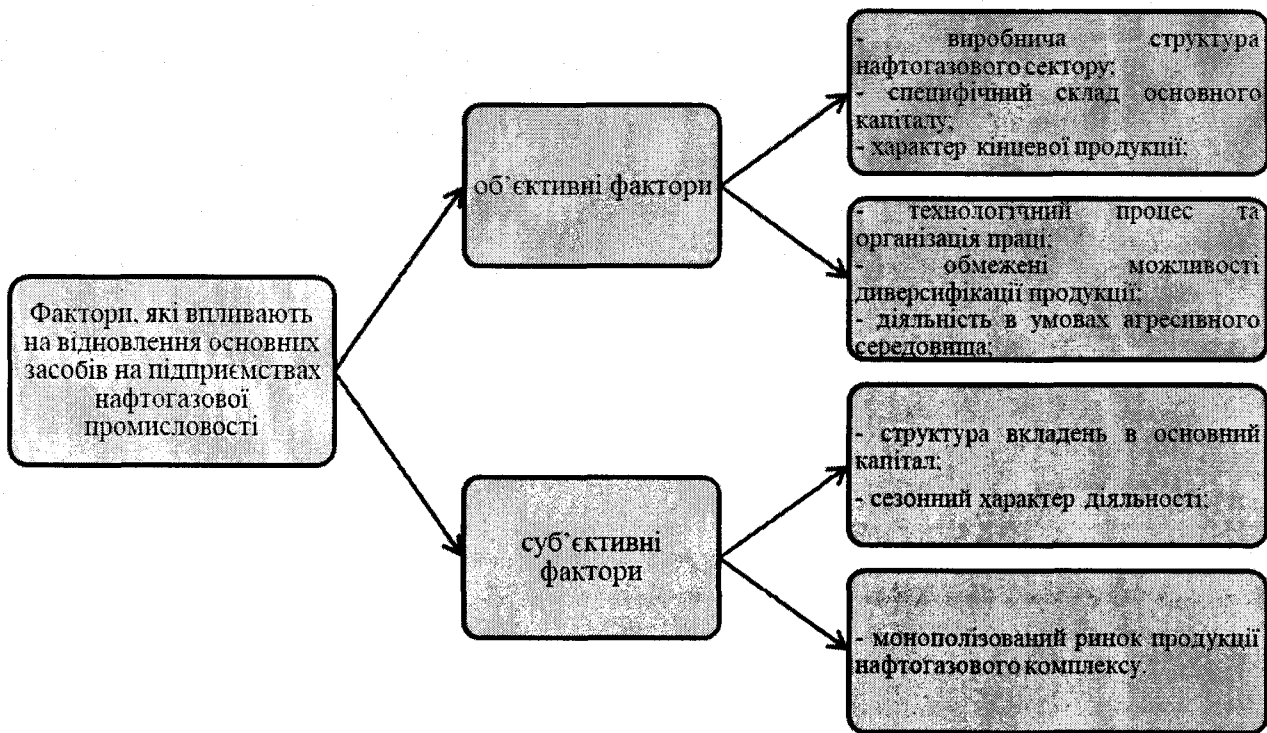 Фактори, які впливають
на відновлення основних
засобів на підприємствах
нафтогазової
промисловості
об’єктивні фактори
суб’єктивні
фактори
- виробнича структура
нафтогазового сектору;
- специфічний склад основного
капіталу;
- характер кінцевої продукції;
- технологічний процес та
організація праці;
- обмежені можливості
диверсифікації продукції;
- діяльність в умовах агресивного
середовища;
- структура вкладень в основний
капітал;
- сезонний характер діяльності;
- монополізований ринок продукції
нафтогазового комплексу.